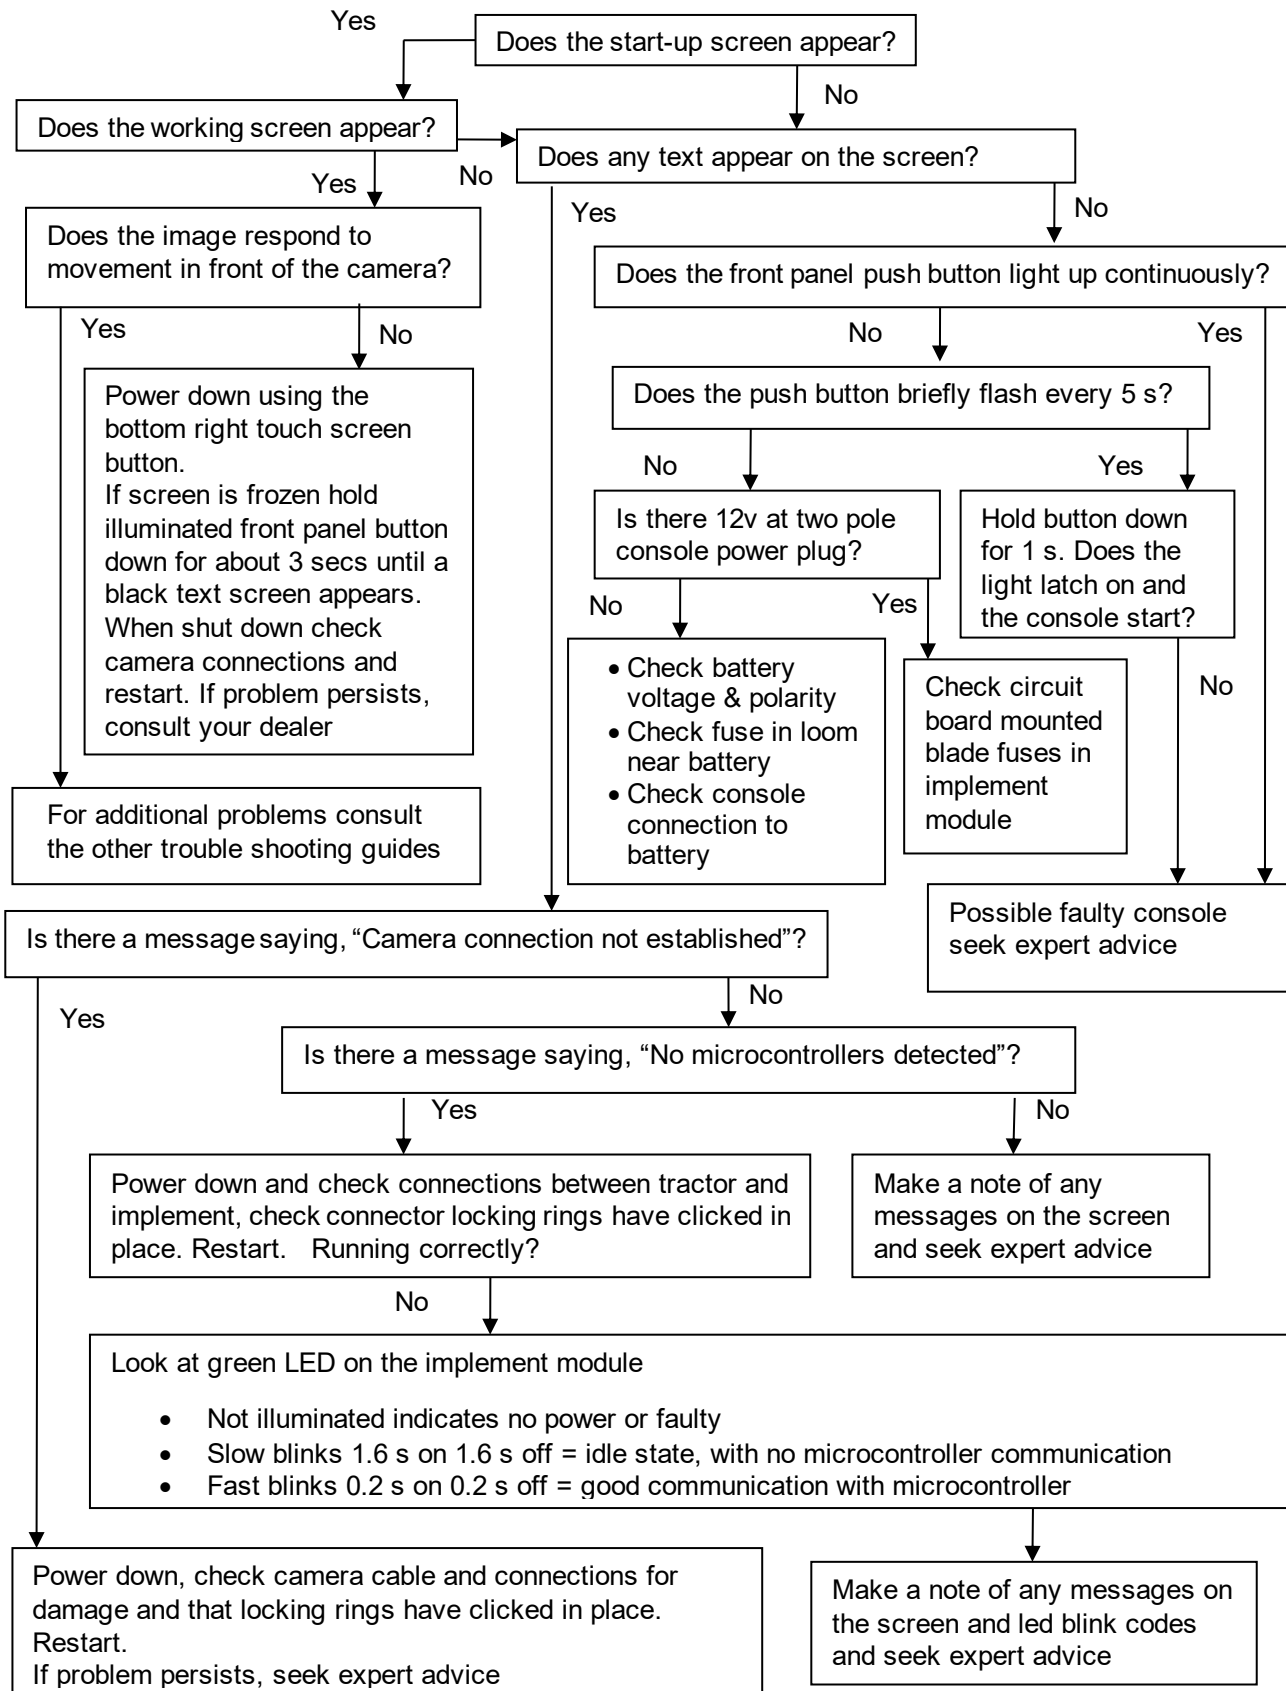 Yes
Does the start-up screen appear?
No
Does the working screen appear?
Does any text appear on the screen?
Yes
No
Yes
No
Does the image respond to
movement in front of the camera?
Does the front panel push button light up continuously?
Yes
No
No
Yes
Power down using the
bottom right touch screen
button.
If screen is frozen hold
illuminated front panel button
down for about 3 secs until a
black text screen appears.
When shut down check
camera connections and
restart. If problem persists,
consult your dealer
Does the push button briefly flash every 5 s?
No
Yes
Is there 12v at two pole
console power plug?
Hold button down
for 1 s. Does the
light latch on and
the console start?
No
Yes
No
• Check battery
voltage & polarity
• Check fuse in loom
near battery
• Check console
connection to
battery
Check circuit
board mounted
blade fuses in
implement
module
For additional problems consult
the other trouble shooting guides
Possible faulty console
seek expert advice
Is there a message saying, “Camera connection not established”?
Yes
No
Is there a message saying, “No microcontrollers detected”?
Yes
No
Power down and check connections between tractor and
implement, check connector locking rings have clicked in
place. Restart. Running correctly?
Make a note of any
messages on the screen
and seek expert advice
No
Look at green LED on the implement module
• Not illuminated indicates no power or faulty
• Slow blinks 1.6 s on 1.6 s off = idle state, with no microcontroller communication
• Fast blinks 0.2 s on 0.2 s off = good communication with microcontroller
Power down, check camera cable and connections for
damage and that locking rings have clicked in place.
Restart.
If problem persists, seek expert advice
Make a note of any messages on
the screen and led blink codes
and seek expert advice